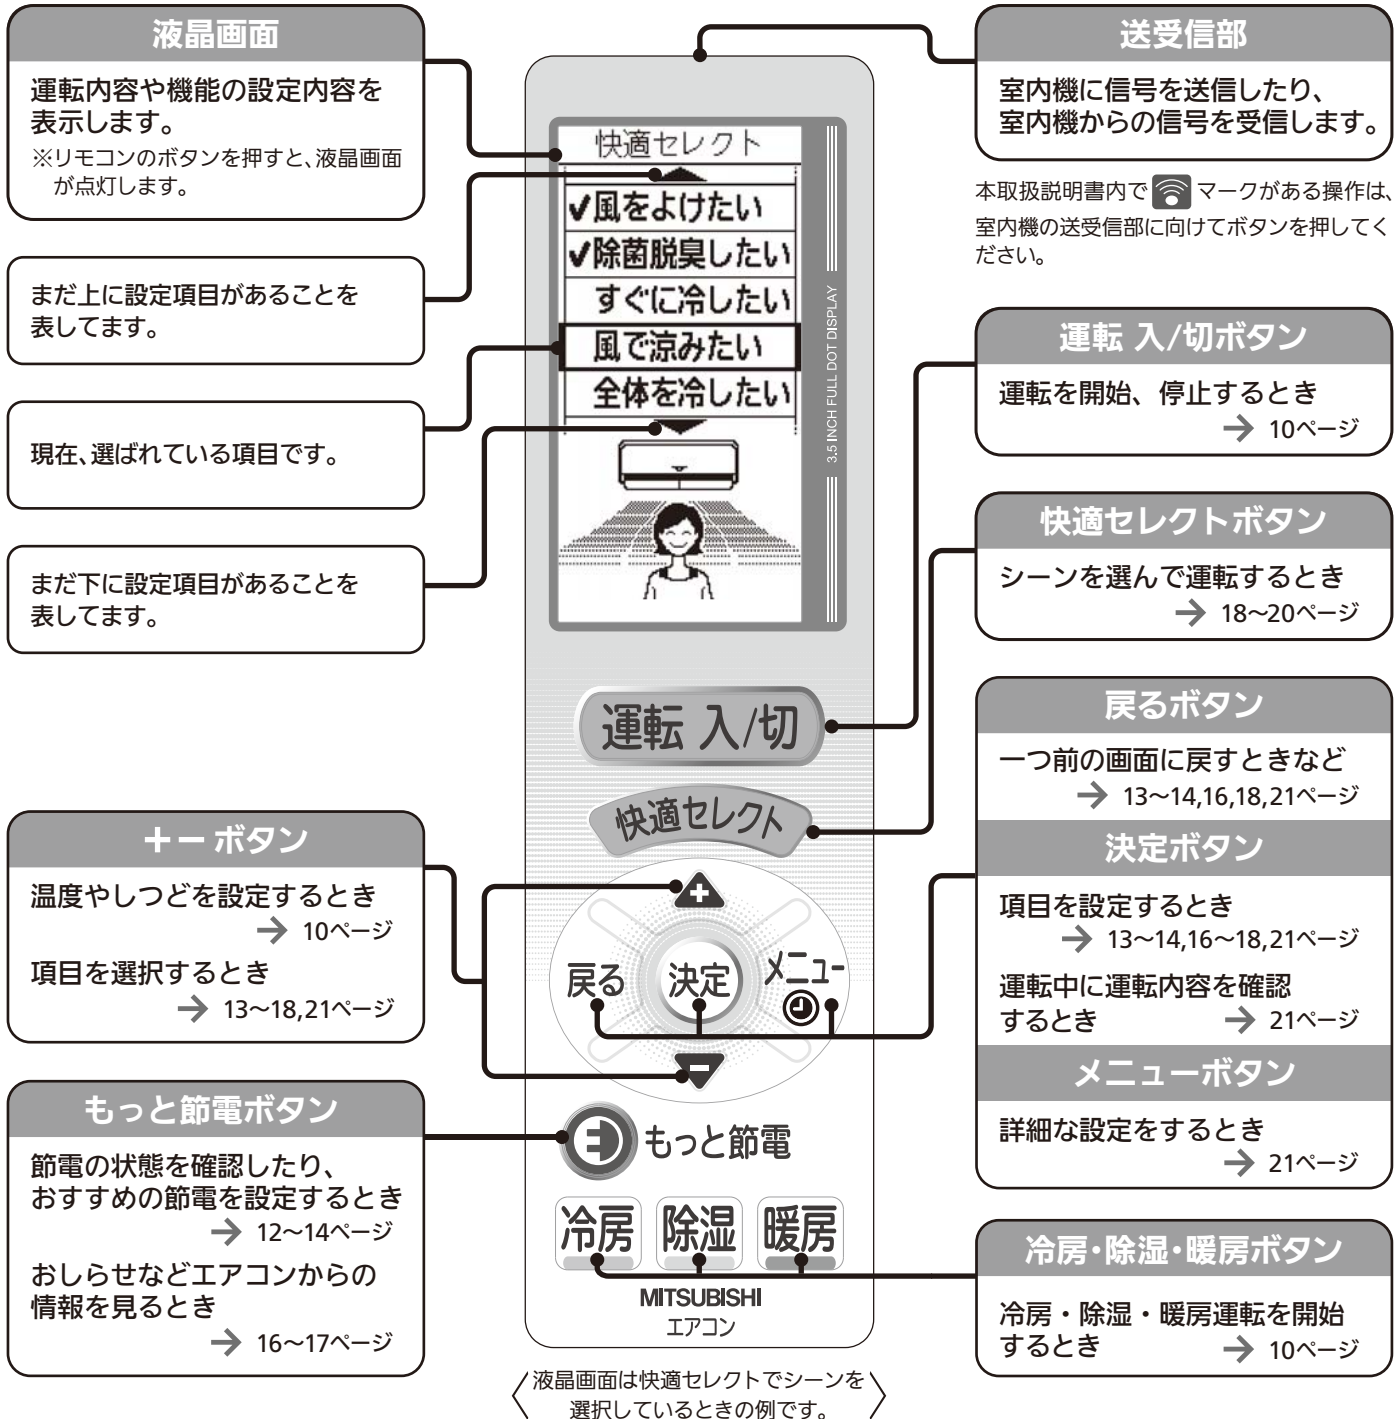 液晶画面
運転内容や機能の設定内容を
表示します。
※リモコンのボタンを押すと、液晶画面
が点灯します。
まだ上に設定項目があることを
表してます。
現在、選ばれている項目です。
まだ下に設定項目があることを
表してます。
＋－ボタン
温度やしつどを設定するとき
→ 10ページ
項目を選択するとき
→ 13～18,21ページ
もっと節電ボタン
節電の状態を確認したり、
おすすめの節電を設定するとき
→ 12～14ページ
おしらせなどエアコンからの
情報を見るとき
→ 16～17ページ
快適セレクト
✓風をよけたい
✓除菌脱臭したい
すぐに冷したい
風で涼みたい
全体を冷したい
3.5 INCH FULL DOT DISPLAY
運転 入/切
快適セレクト
＋
戻る
決定
メニュー
－
もっと節電
冷房
除湿
暖房
MITSUBISHI
エアコン
液晶画面は快適セレクトでシーンを
選択しているときの例です。
送受信部
室内機に信号を送信したり、
室内機からの信号を受信します。
本取扱説明書内で マークがある操作は、
室内機の送受信部に向けてボタンを押してく
ださい。
運転 入/切ボタン
運転を開始、停止するとき
→ 10ページ
快適セレクトボタン
シーンを選んで運転するとき
→ 18～20ページ
戻るボタン
一つ前の画面に戻すときなど
→ 13～14,16,18,21ページ
決定ボタン
項目を設定するとき
→ 13～14,16～18,21ページ
運転中に運転内容を確認
するとき → 21ページ
メニューボタン
詳細な設定をするとき
→ 21ページ
冷房・除湿・暖房ボタン
冷房・除湿・暖房運転を開始
するとき → 10ページ